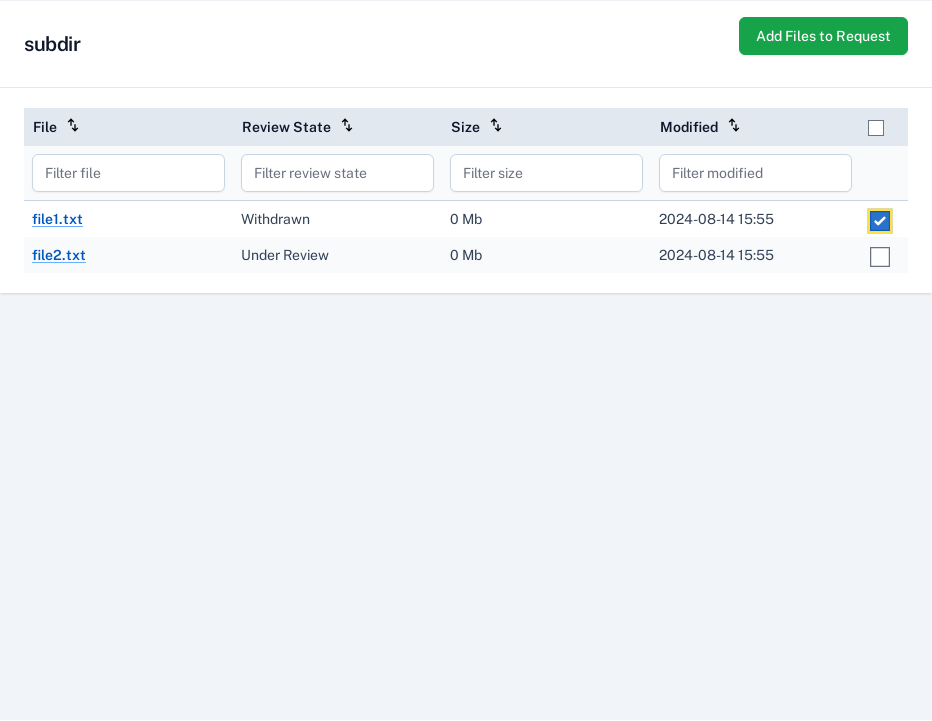 subdir
Add Files to Request
File Review State Size Modified
Filter file Filter review state Filter size Filter modified
file1.txt Withdrawn 0 Mb 2024-08-14 15:55
file2.txt Under Review 0 Mb 2024-08-14 15:55